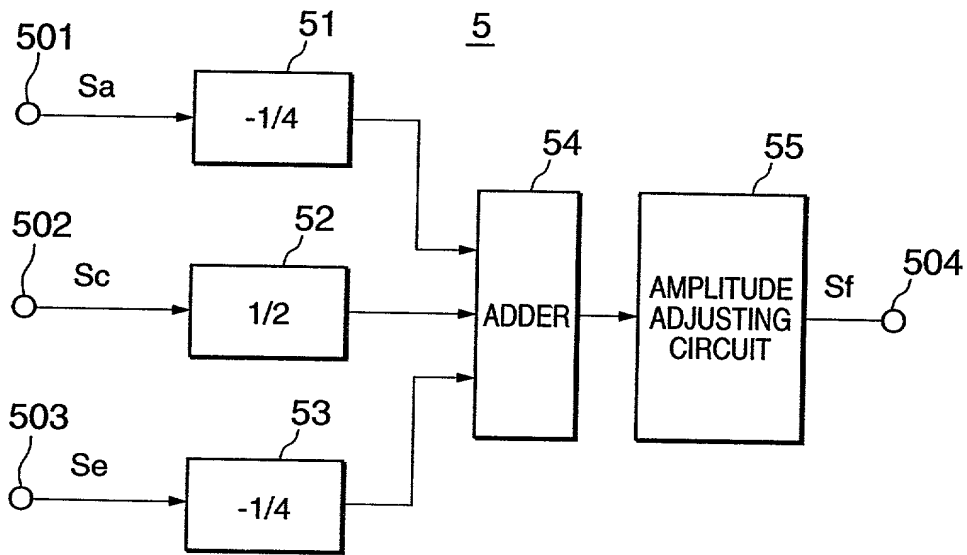 5
501
Sa
51
-1/4
502
Sc
52
1/2
503
Se
53
-1/4
54
ADDER
55
AMPLITUDE
ADJUSTING
CIRCUIT
Sf
504